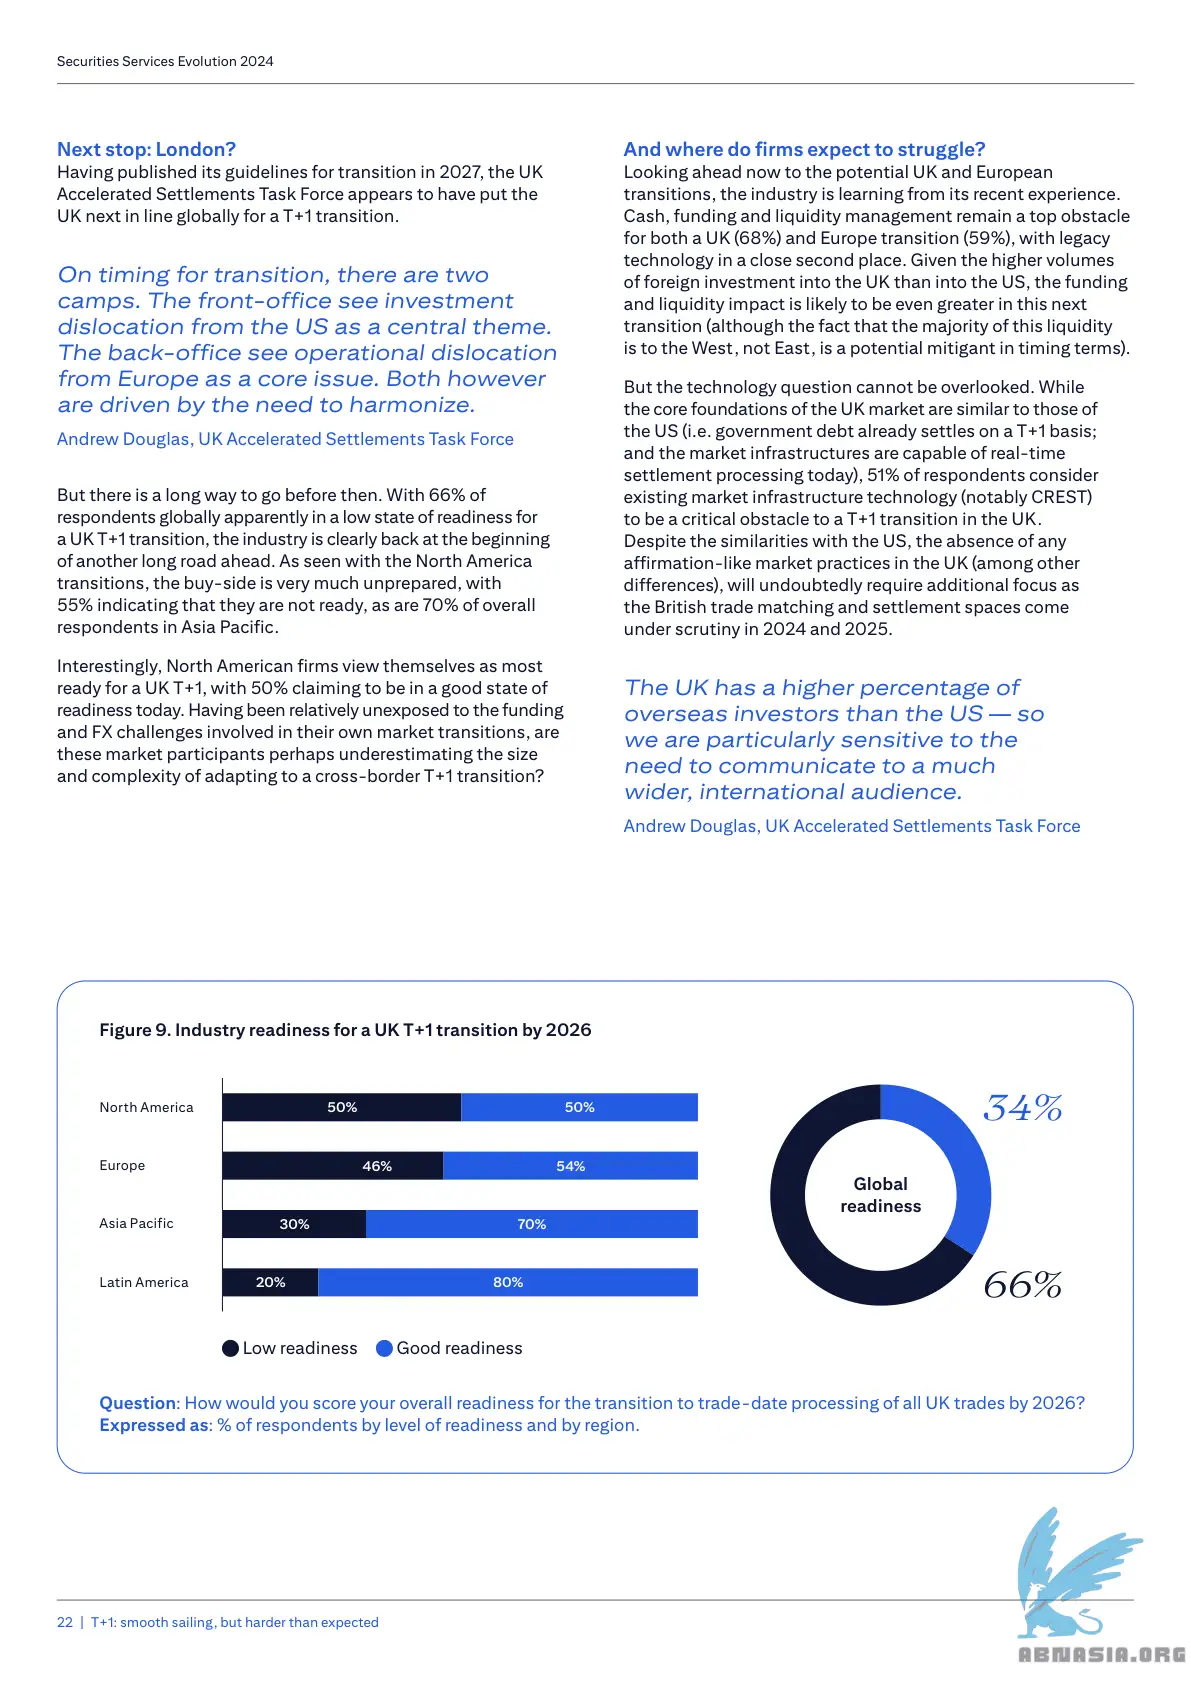 Securities Services Evolution 2024
Next stop: London?
Having published its guidelines for transition in 2027, the UK
Accelerated Settlements Task Force appears to have put the
UK next in line globally for a T+1 transition.
On timing for transition, there are two
camps. The front-office see investment
dislocation from the US as a central theme.
The back-office see operational dislocation
from Europe as a core issue. Both however
are driven by the need to harmonize.
Andrew Douglas, UK Accelerated Settlements Task Force
But there is a long way to go before then. With 66% of
respondents globally apparently in a low state of readiness for
a UK T+1 transition, the industry is clearly back at the beginning
of another long road ahead. As seen with the North America
transitions, the buy-side is very much unprepared, with
55% indicating that they are not ready, as are 70% of overall
respondents in Asia Pacific.
Interestingly, North American firms view themselves as most
ready for a UK T+1, with 50% claiming to be in a good state of
readiness today. Having been relatively unexposed to the funding
and FX challenges involved in their own market transitions, are
these market participants perhaps underestimating the size
and complexity of adapting to a cross-border T+1 transition?
And where do firms expect to struggle?
Looking ahead now to the potential UK and European
transitions, the industry is learning from its recent experience.
Cash, funding and liquidity management remain a top obstacle
for both a UK (68%) and Europe transition (59%), with legacy
technology in a close second place. Given the higher volumes
of foreign investment into the UK than into the US, the funding
and liquidity impact is likely to be even greater in this next
transition (although the fact that the majority of this liquidity
is to the West, not East, is a potential mitigant in timing terms).
But the technology question cannot be overlooked. While
the core foundations of the UK market are similar to those of
the US (i.e. government debt already settles on a T+1 basis;
and the market infrastructures are capable of real-time
settlement processing today), 51% of respondents consider
existing market infrastructure technology (notably CREST)
to be a critical obstacle to a T+1 transition in the UK.
Despite the similarities with the US, the absence of any
affirmation-like market practices in the UK (among other
differences), will undoubtedly require additional focus as
the British trade matching and settlement spaces come
under scrutiny in 2024 and 2025.
The UK has a higher percentage of
overseas investors than the US — so
we are particularly sensitive to the
need to communicate to a much
wider, international audience.
Andrew Douglas, UK Accelerated Settlements Task Force
Figure 9. Industry readiness for a UK T+1 transition by 2026
North America 50% 50%
Europe 46% 54%
Asia Pacific 30% 70%
Latin America 20% 80%
Low readiness Good readiness
34%
Global
readiness
66%
Question: How would you score your overall readiness for the transition to trade-date processing of all UK trades by 2026?
Expressed as: % of respondents by level of readiness and by region.
22 | T+1: smooth sailing, but harder than expected
ABNASIA.ORG